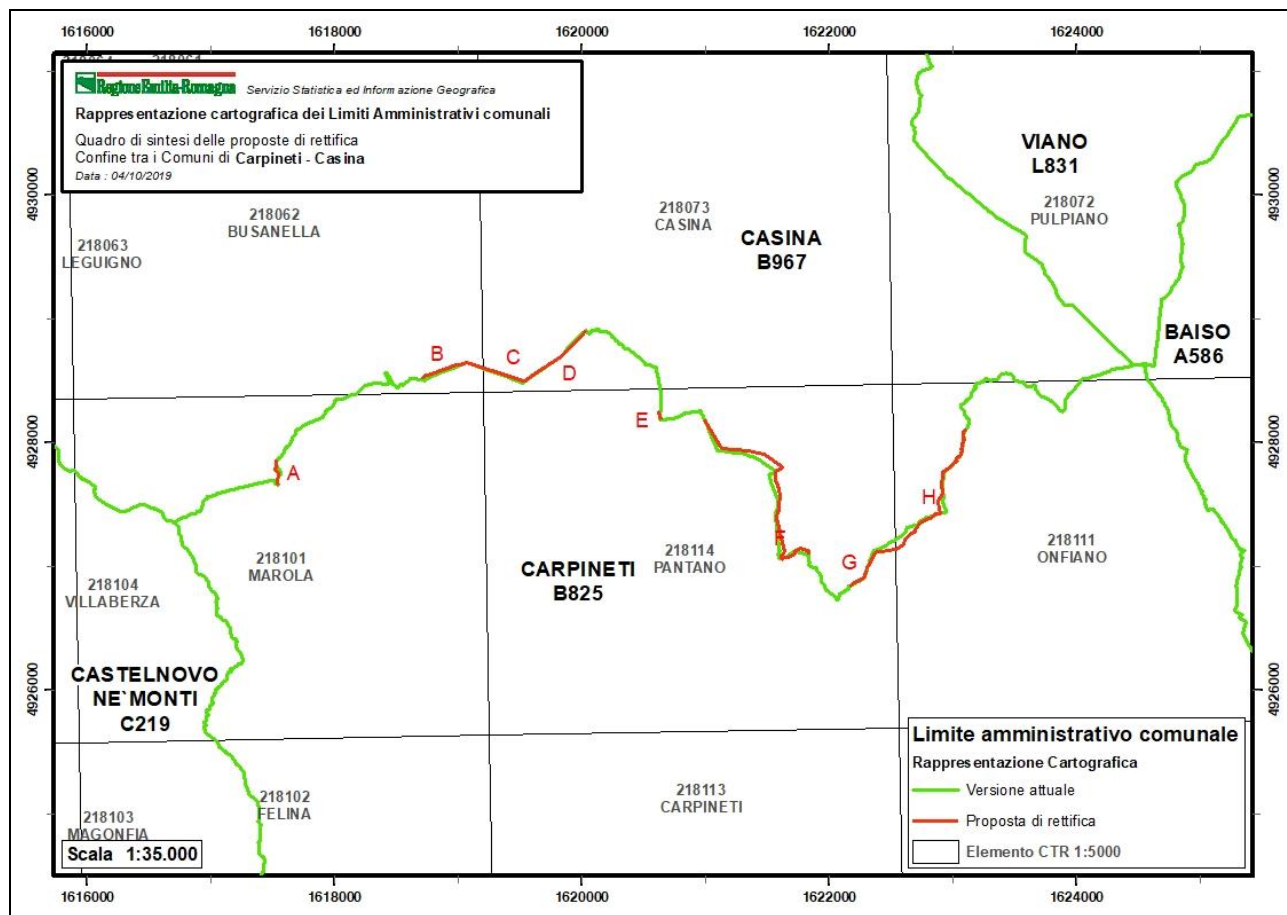 1616000 1618000 1620000 1622000 1624000
RegioneEmilia-Romagna Servizio Statistica ed Informazione Geografica
Rappresentazione cartografica dei Limiti Amministrativi comunali
Quadro di sintesi delle proposte di rettifica
Confine tra i Comuni di Carpineti - Casina
Data : 04/10/2019
VIANO
L831
4930000
4930000
218072
PULPIANO
218073
CASINA
218062
BUSANELLA
218063
LEGUIGNO
CASINA
B967
BAISO
A586
B
C
D
E
4928000
4928000
A
H
F
G
218101
MAROLA
218114
PANTANO
218111
ONFIANO
CARPINETI
B825
218104
VILLABERZA
CASTELNOVO
NE`MONTI
C219
4926000
4926000
218102
FELINA
218113
CARPINETI
218103
MAGONFIA
Scala 1:35.000
Limite amministrativo comunale
Rappresentazione Cartografica
Versione attuale
Proposta di rettifica
Elemento CTR 1:5000
1616000 1618000 1620000 1622000 1624000